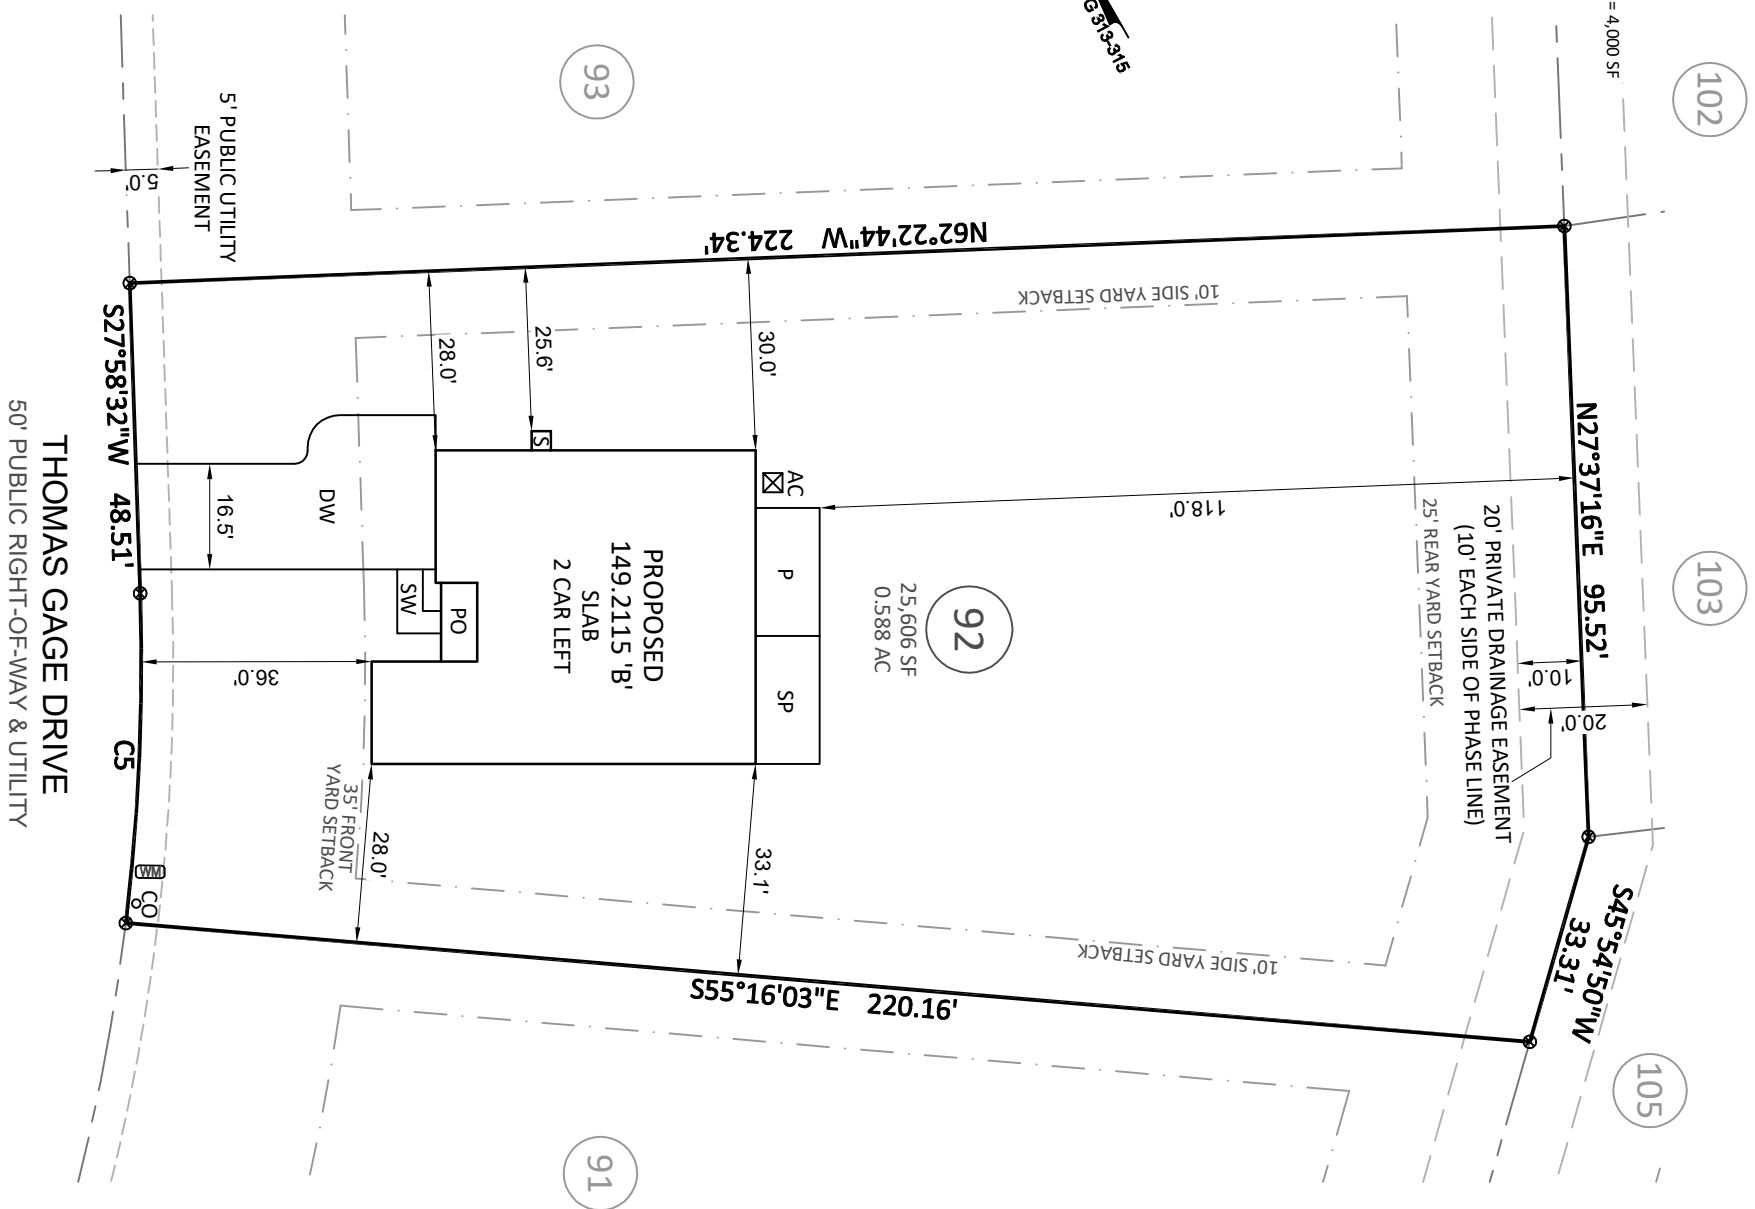 = 4,000 SF
G 313-315
102
93
5' PUBLIC UTILITY
EASEMENT
5.0'
N62°22'44"W 224.34'
10' SIDE YARD SETBACK
S27°58'32"W 48.51'
28.0'
25.6'
30.0'
S
AC
118.0'
N27°37'16"E 95.52'
103
THOMAS GAGE DRIVE
50' PUBLIC RIGHT-OF-WAY & UTILITY
16.5'
DW
SW
PO
PROPOSED
149.2115 'B'
SLAB
2 CAR LEFT
P
SP
92
25,606 SF
0.588 AC
25' REAR YARD SETBACK
20' PRIVATE DRAINAGE EASEMENT
(10' EACH SIDE OF PHASE LINE)
10.0'
20.0'
36.0'
C5
35' FRONT
YARD SETBACK
28.0'
33.1'
WM
CO
10' SIDE YARD SETBACK
S55°16'03"E 220.16'
S45°54'50"W
33.31'
105
91